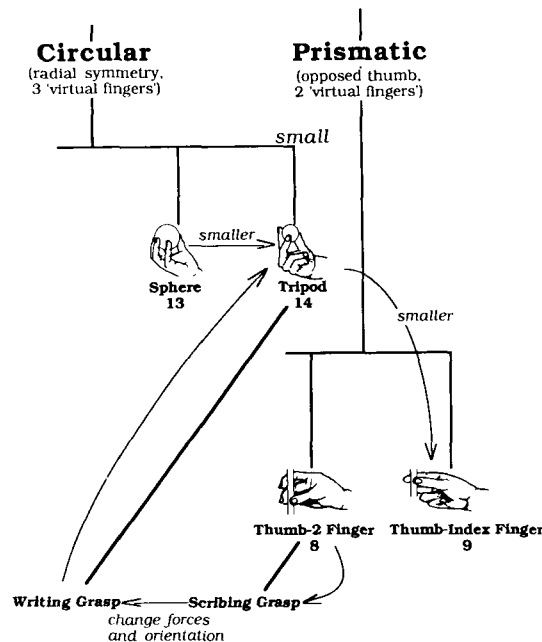 Circular
(radial symmetry,
3 'virtual fingers')
Prismatic
(opposed thumb,
2 'virtual fingers')
small
smaller
Sphere
13
Tripod
14
smaller
Thumb-2 Finger
8
Thumb-Index Finger
9
Writing Grasp
Scribing Grasp
change forces
and orientation